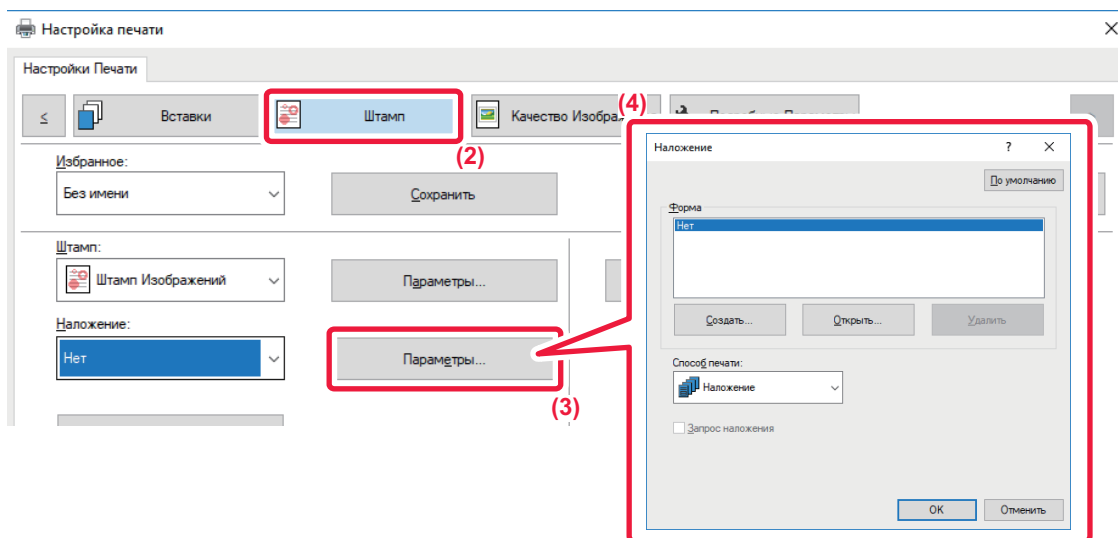 Настройка печати
Настройки Печати
<
Вставки
Штамп
Качество
(2)
(4)
Избранное:
Без имени
Сохранить
Штамп:
Штамп Изображений
Параметры...
Наложение:
Нет
Параметры...
(3)
Наложение
?
По умолчанию
Форма
Нет
Создать...
Открыть...
Удалить
Способ печати:
Наложение
Запрос наложения
OK
Отменить